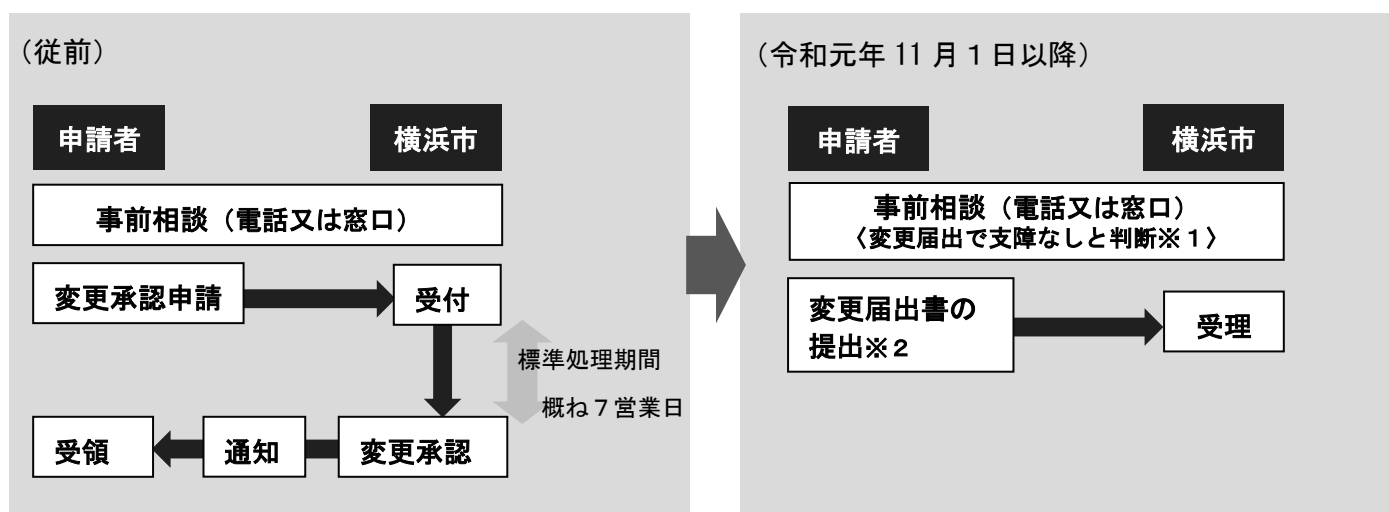 （従前）
申請者
横浜市
事前相談（電話又は窓口）
変更承認申請
受付
標準処理期間
概ね７営業日
受領
通知
変更承認
（令和元年 11 月１日以降）
申請者
横浜市
事前相談（電話又は窓口）
〈変更届出で支障なしと判断※１〉
変更届出書の
提出※２
受理